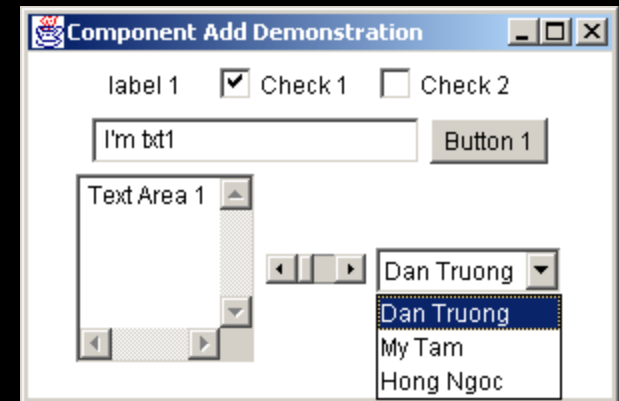 Component Add Demonstration
label 1 Check 1 Check 2
I'm txt1 Button 1
Text Area 1
Dan Truong
Dan Truong
My Tam
Hong Ngoc